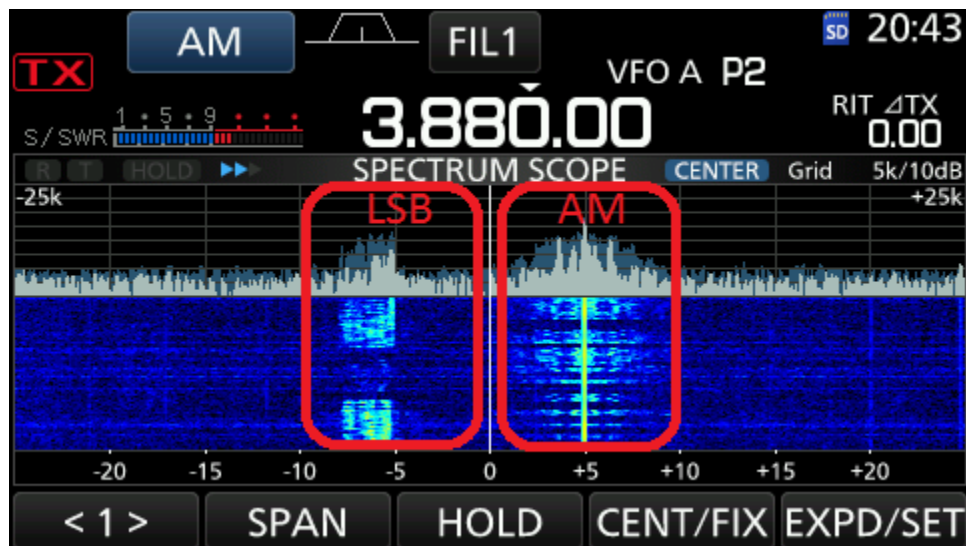 AM FIL1 SD 20:43
TX VFO A P2
3.880.00 RIT ⊿TX
0.00
S/SWR 1 • 5 • 9 • • •
R T HOLD SPECTRUM SCOPE CENTER Grid 5k/10dB
-25k LSB AM +25k
-20 -15 -10 -5 0 +5 +10 +15 +20
< 1 > SPAN HOLD CENT/FIX EXPD/SET